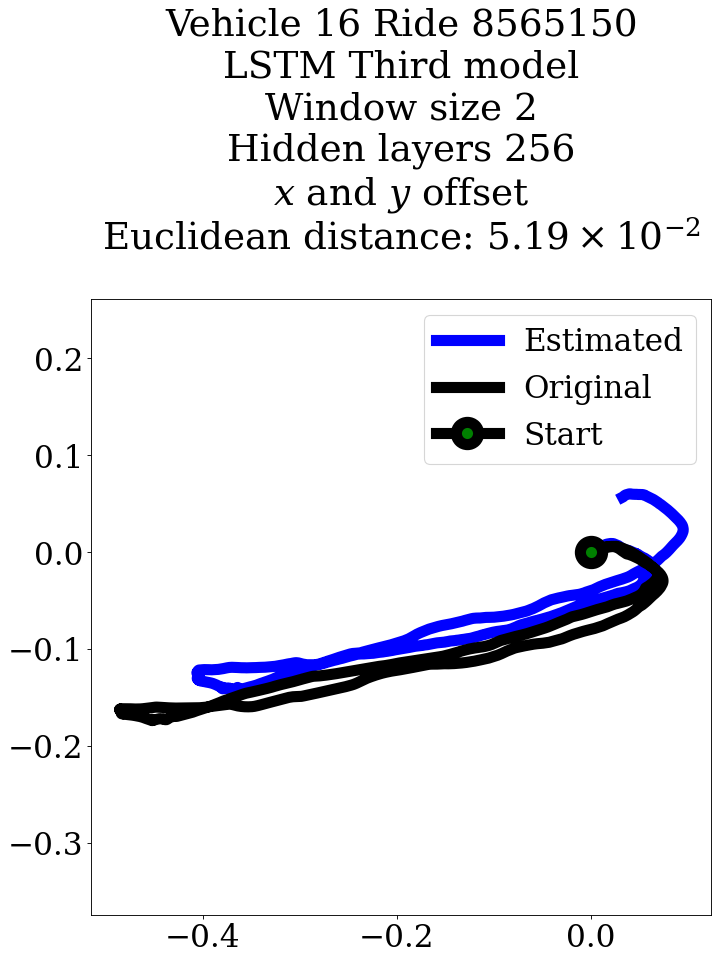 Vehicle 16 Ride 8565150
LSTM Third model
Window size 2
Hidden layers 256
x and y offset
Euclidean distance: 5.19 × 10⁻²
Estimated
Original
Start
0.2
0.1
0.0
−0.1
−0.2
−0.3
−0.4 −0.2 0.0